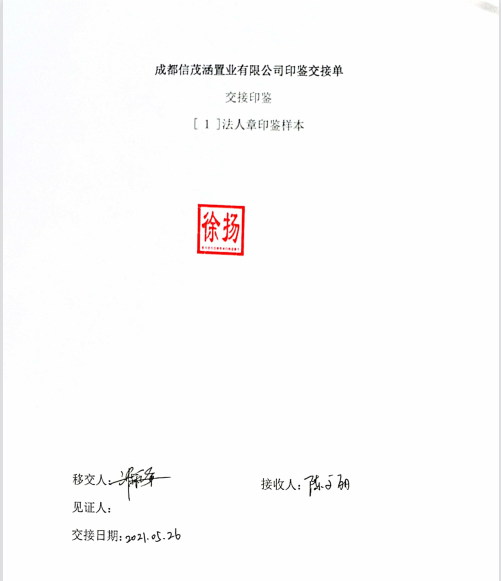 成都信茂涵置业有限公司印鉴交接单
交接印鉴
[ 1 ]法人章印鉴样本
徐扬
移交人:
接收人:
见证人:
交接日期:2021.05.26